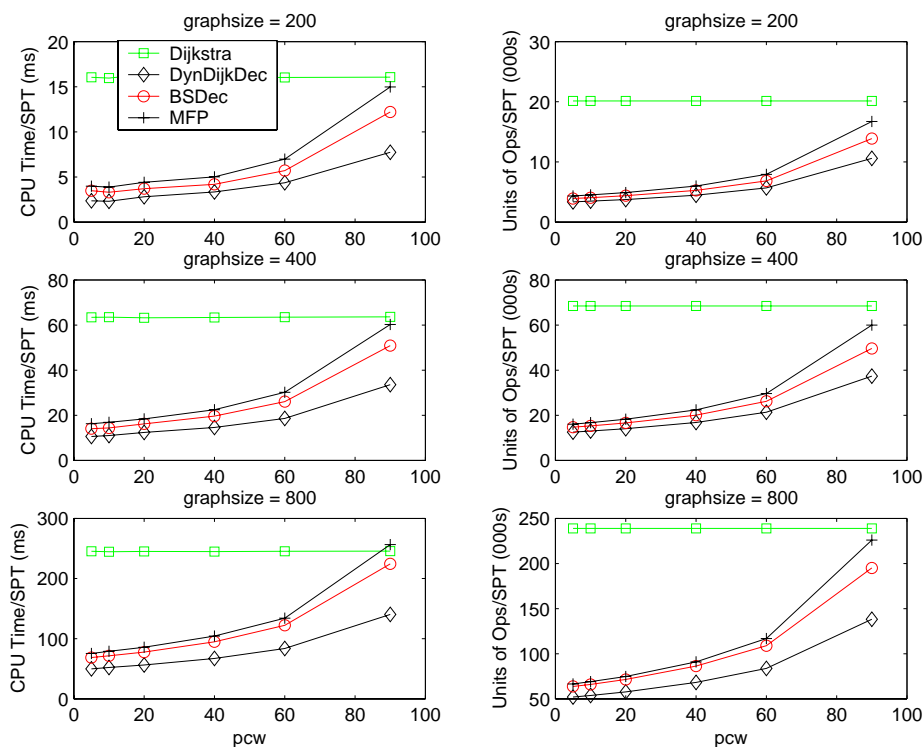 graphsize = 200
20
15
10
5
0
CPU Time/SPT (ms)
Dijkstra
DynDijkDec
BSDec
MFP
0 20 40 60 80 100
graphsize = 200
30
20
10
0
Units of Ops/SPT (000s)
0 20 40 60 80 100
graphsize = 400
80
60
40
20
0
CPU Time/SPT (ms)
0 20 40 60 80 100
graphsize = 400
80
60
40
20
0
Units of Ops/SPT (000s)
0 20 40 60 80 100
graphsize = 800
300
200
100
0
CPU Time/SPT (ms)
0 20 40 60 80 100
pcw
graphsize = 800
250
200
150
100
50
Units of Ops/SPT (000s)
0 20 40 60 80 100
pcw